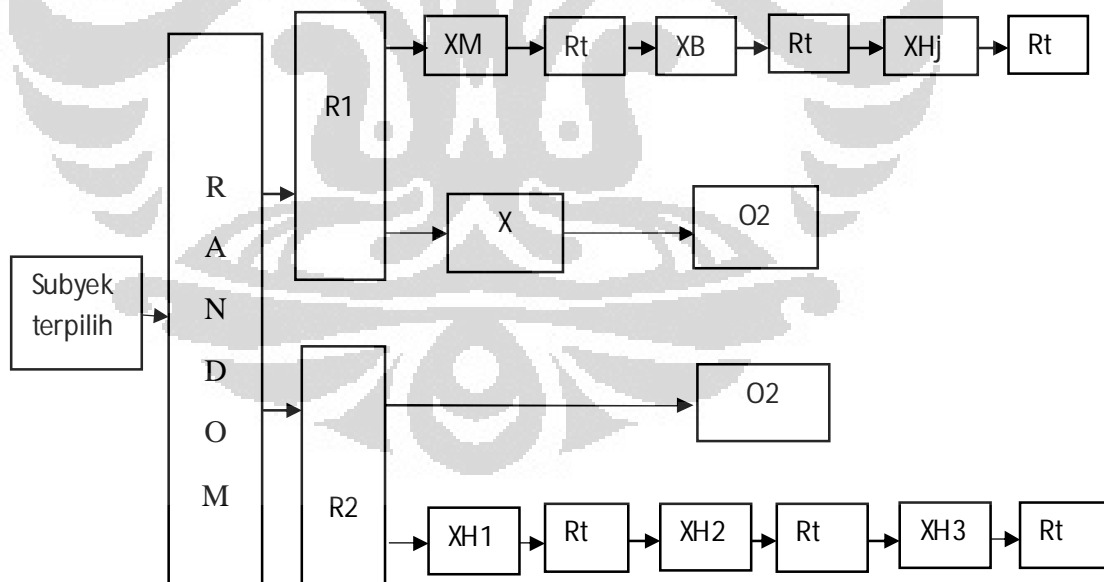 XM Rt XB Rt XHj Rt
R1
X O2
Subyek
terpilih
R
A
N
D
O
M
O2
R2
XH1 Rt XH2 Rt XH3 Rt